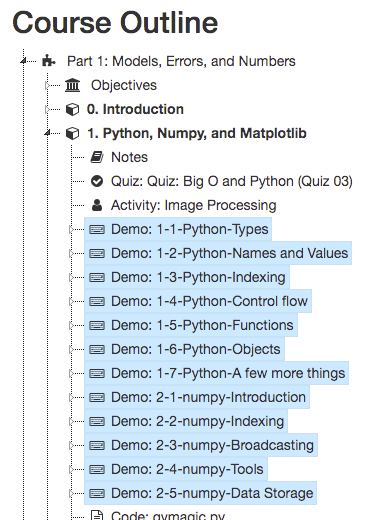 Course Outline
Part 1: Models, Errors, and Numbers
Objectives
0. Introduction
1. Python, Numpy, and Matplotlib
Notes
Quiz: Quiz: Big O and Python (Quiz 03)
Activity: Image Processing
Demo: 1-1-Python-Types
Demo: 1-2-Python-Names and Values
Demo: 1-3-Python-Indexing
Demo: 1-4-Python-Control flow
Demo: 1-5-Python-Functions
Demo: 1-6-Python-Objects
Demo: 1-7-Python-A few more things
Demo: 2-1-numpy-Introduction
Demo: 2-2-numpy-Indexing
Demo: 2-3-numpy-Broadcasting
Demo: 2-4-numpy-Tools
Demo: 2-5-numpy-Data Storage
Code: